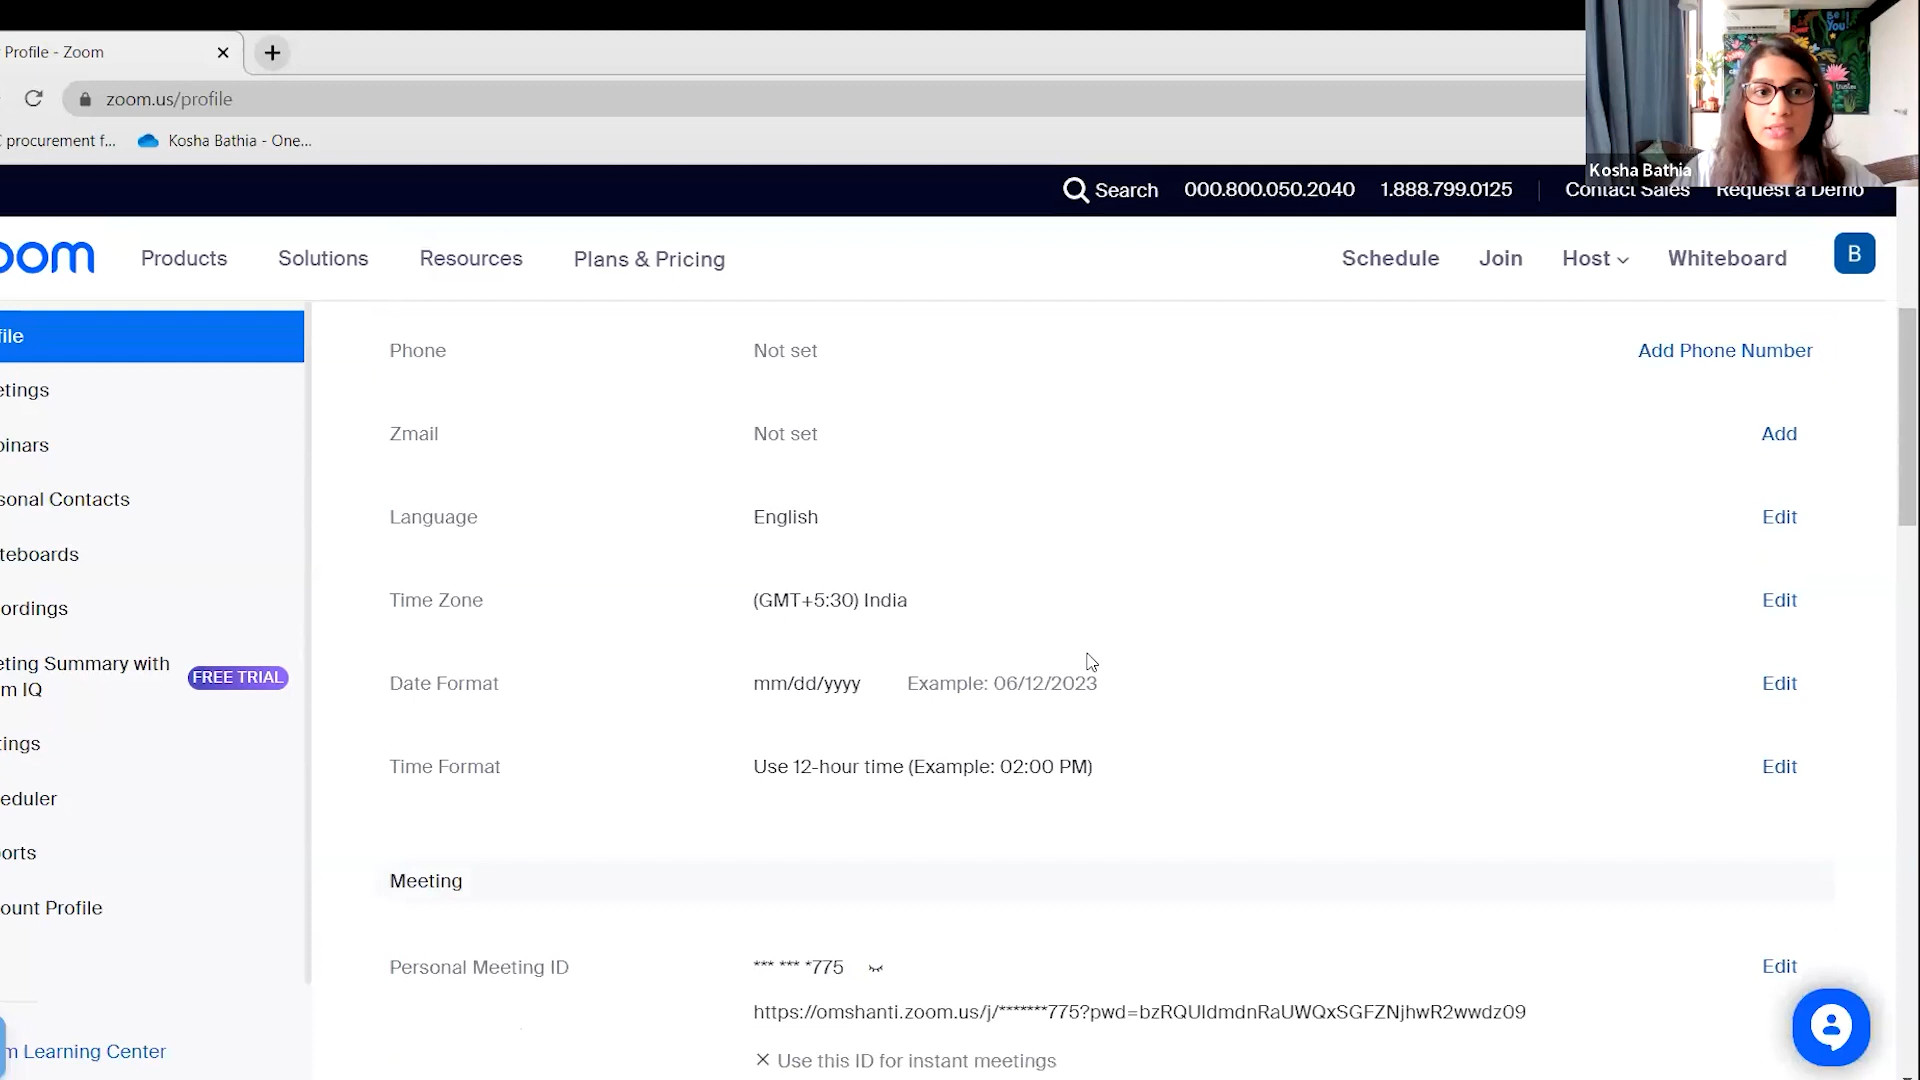 Profile - Zoom
zoom.us/profile
procurement f...
Kosha Bathia - One...
Be
You!
Kosha Bathia
Search
000.800.050.2040
1.888.799.0125
Contact Sales
Request a Demo
oom
Products
Solutions
Resources
Plans & Pricing
Schedule
Join
Host
Whiteboard
B
file
etings
binars
sonal Contacts
teboards
ordings
eting Summary with
m IQ
FREE TRIAL
tings
eduler
orts
ount Profile
m Learning Center
Phone
Not set
Add Phone Number
Zmail
Not set
Add
Language
English
Edit
Time Zone
(GMT+5:30) India
Edit
Date Format
mm/dd/yyyy
Example: 06/12/2023
Edit
Time Format
Use 12-hour time (Example: 02:00 PM)
Edit
Meeting
Personal Meeting ID
*** *** *775
Edit
https://omshanti.zoom.us/j/*******775?pwd=bzRQUldmdnRaUWQxSGFZNjhwR2wwdz09
Use this ID for instant meetings